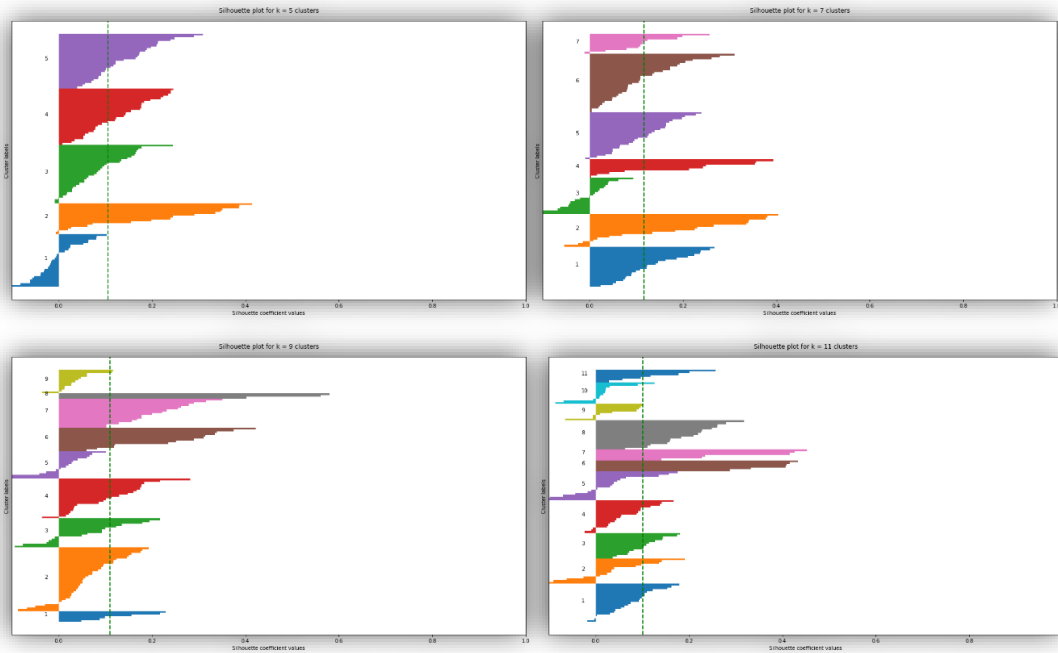 Silhouette plot for k = 5 clusters
Cluster labels
5
4
3
2
1
0.0 0.2 0.4 0.6 0.8 1.0
Silhouette coefficient values
Silhouette plot for k = 7 clusters
Cluster labels
7
6
5
4
3
2
1
0.0 0.2 0.4 0.6 0.8 1.0
Silhouette coefficient values
Silhouette plot for k = 9 clusters
Cluster labels
9
8
7
6
5
4
3
2
1
0.0 0.2 0.4 0.6 0.8 1.0
Silhouette coefficient values
Silhouette plot for k = 11 clusters
Cluster labels
11
10
9
8
7
6
5
4
3
2
1
0.0 0.2 0.4 0.6 0.8
Silhouette coefficient values